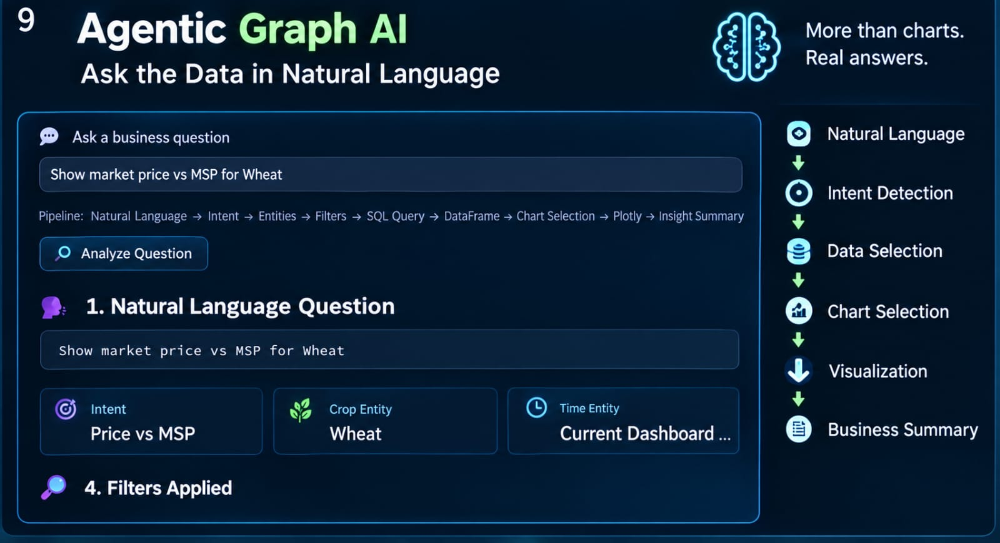 9
Agentic Graph AI
Ask the Data in Natural Language
More than charts.
Real answers.
Ask a business question
Show market price vs MSP for Wheat
Pipeline: Natural Language → Intent → Entities → Filters → SQL Query → DataFrame → Chart Selection → Plotly → Insight Summary
Analyze Question
1. Natural Language Question
Show market price vs MSP for Wheat
Intent
Price vs MSP
Crop Entity
Wheat
Time Entity
Current Dashboard ...
4. Filters Applied
Natural Language
Intent Detection
Data Selection
Chart Selection
Visualization
Business Summary